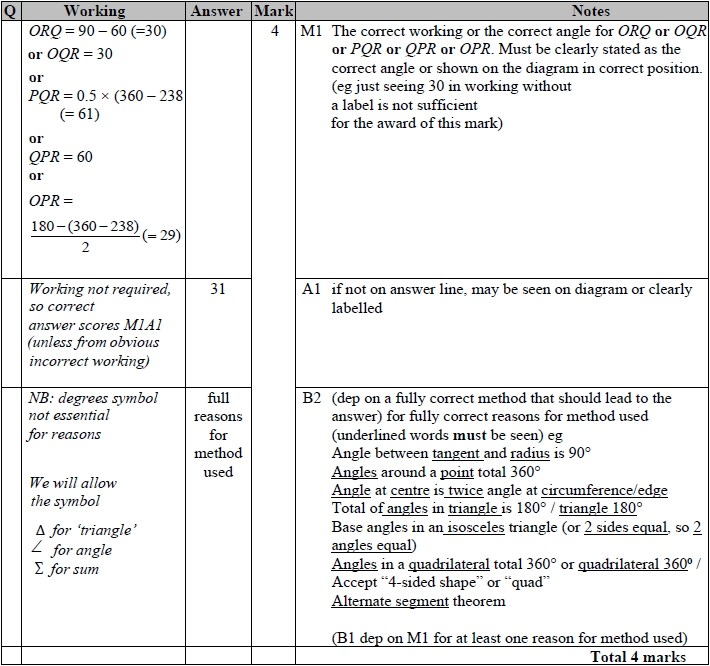 Q Working Answer Mark Notes
ORQ = 90 – 60 (=30)
or OQR = 30
or
PQR = 0.5 × (360 – 238
(= 61)
or
QPR = 60
or
OPR =
180–(360–238)
2
(= 29)
4
M1 The correct working or the correct angle for ORQ or OQR
or PQR or QPR or OPR. Must be clearly stated as the
correct angle or shown on the diagram in correct position.
(eg just seeing 30 in working without
a label is not sufficient
for the award of this mark)
Working not required,
so correct
answer scores M1A1
(unless from obvious
incorrect working)
31
A1 if not on answer line, may be seen on diagram or clearly
labelled
NB: degrees symbol
not essential
for reasons
We will allow
the symbol
Δ for ‘triangle’
∠ for angle
Σ for sum
full
reasons
for
method
used
B2 (dep on a fully correct method that should lead to the
answer) for fully correct reasons for method used
(underlined words must be seen) eg
Angle between tangent and radius is 90°
Angles around a point total 360°
Angle at centre is twice angle at circumference/edge
Total of angles in triangle is 180° / triangle 180°
Base angles in an isosceles triangle (or 2 sides equal, so 2
angles equal)
Angles in a quadrilateral total 360° or quadrilateral 360º /
Accept “4-sided shape” or “quad”
Alternate segment theorem
(B1 dep on M1 for at least one reason for method used)
Total 4 marks